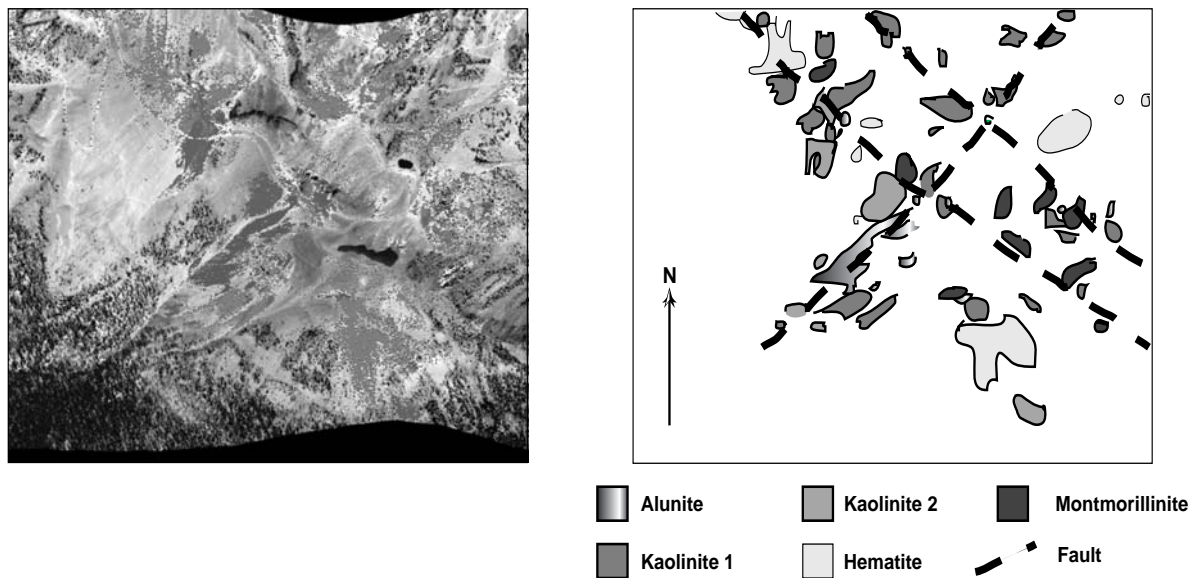 N
Alunite
Kaolinite 2
Montmorillinite
Kaolinite 1
Hematite
Fault